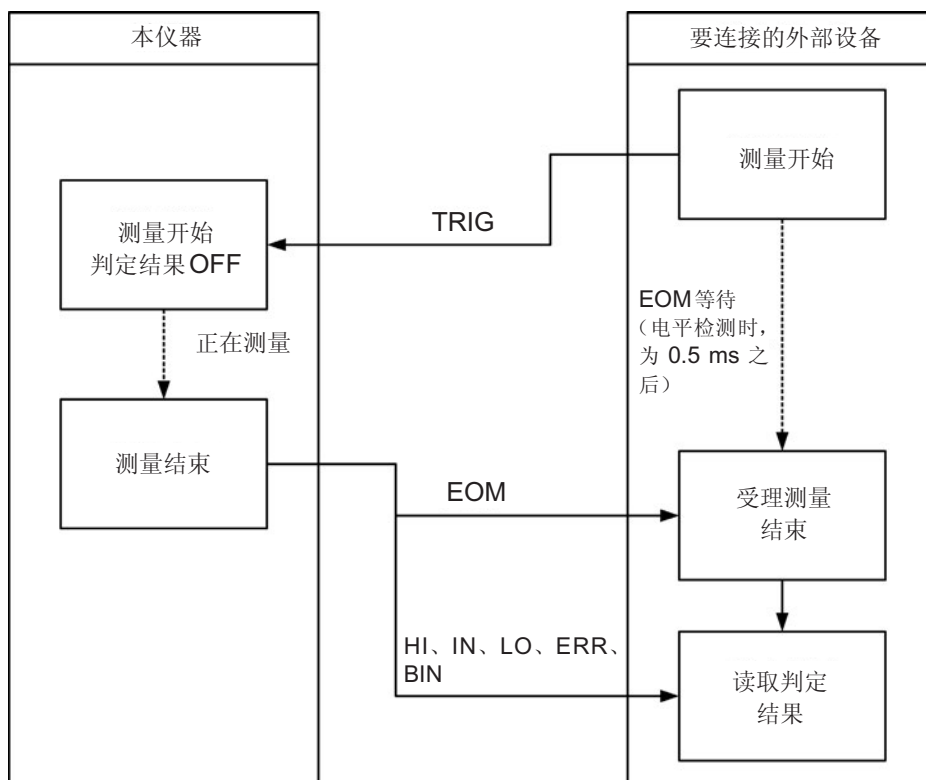 本仪器
要连接的外部设备
测量开始
TRIG
测量开始
判定结果OFF
EOM等待
（电平检测时，
为 0.5 ms 之
后）
正在测量
测量结束
EOM
受理测量
结束
HI、IN、LO、ERR、
BIN
读取判定
结果